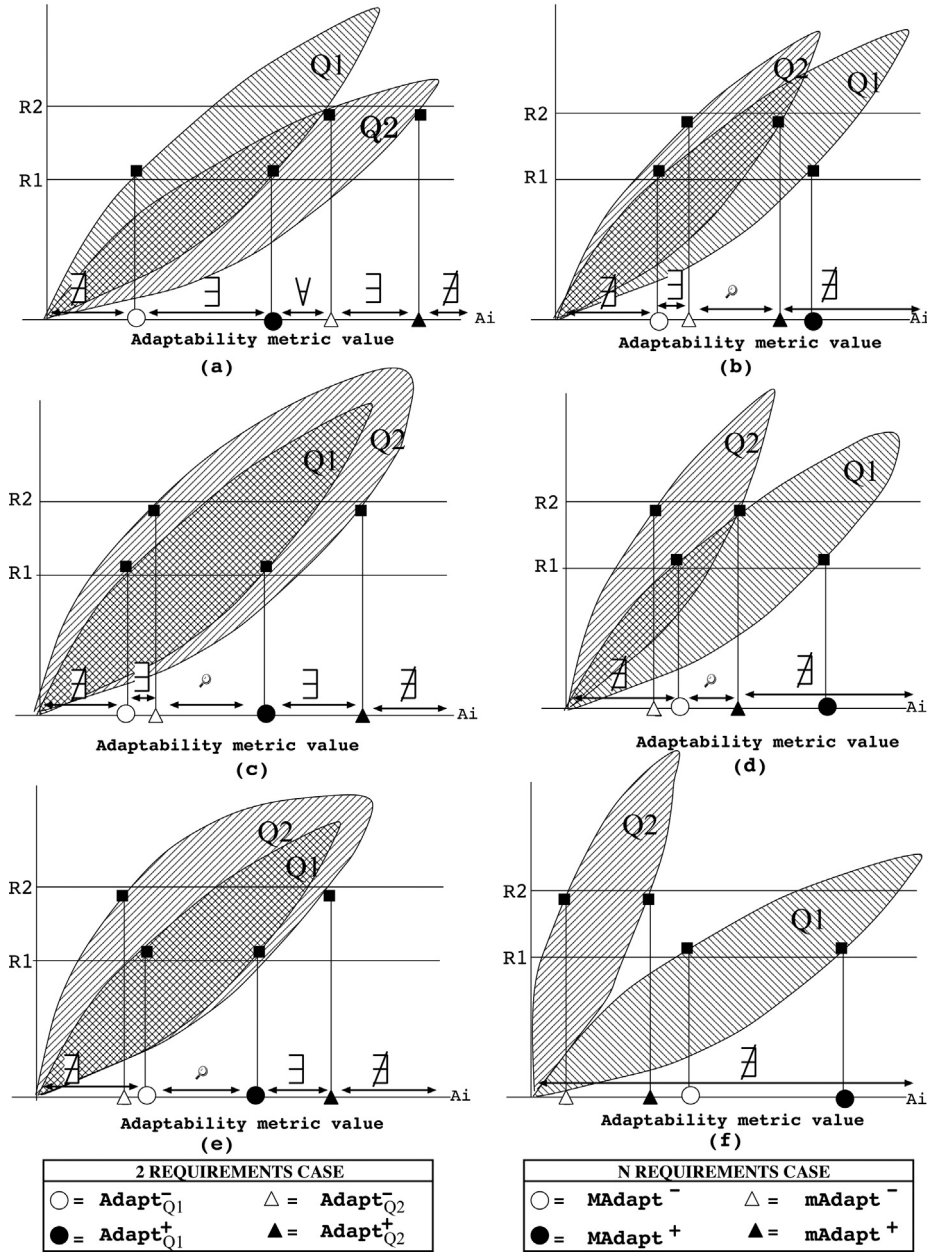 Q1
Q2
R2
R1
∄ ∃ ∀ ∃ ∄
Ai
Adaptability metric value
(a)
Q2
Q1
R2
R1
∄ ∃ ∄
Ai
Adaptability metric value
(b)
Q1
Q2
R2
R1
∄ ∃ ∃ ∄
Ai
Adaptability metric value
(c)
Q2
Q1
R2
R1
∄ ∄
Ai
Adaptability metric value
(d)
Q2
Q1
R2
R1
∄ ∃ ∄
Ai
Adaptability metric value
(e)
Q2
Q1
R2
R1
∄
Ai
Adaptability metric value
(f)
2 REQUIREMENTS CASE
○ = Adapt⁻Q1 △ = Adapt⁻Q2
● = Adapt⁺Q1 ▲ = Adapt⁺Q2
N REQUIREMENTS CASE
○ = MAdapt⁻ △ = mAdapt⁻
● = MAdapt⁺ ▲ = mAdapt⁺